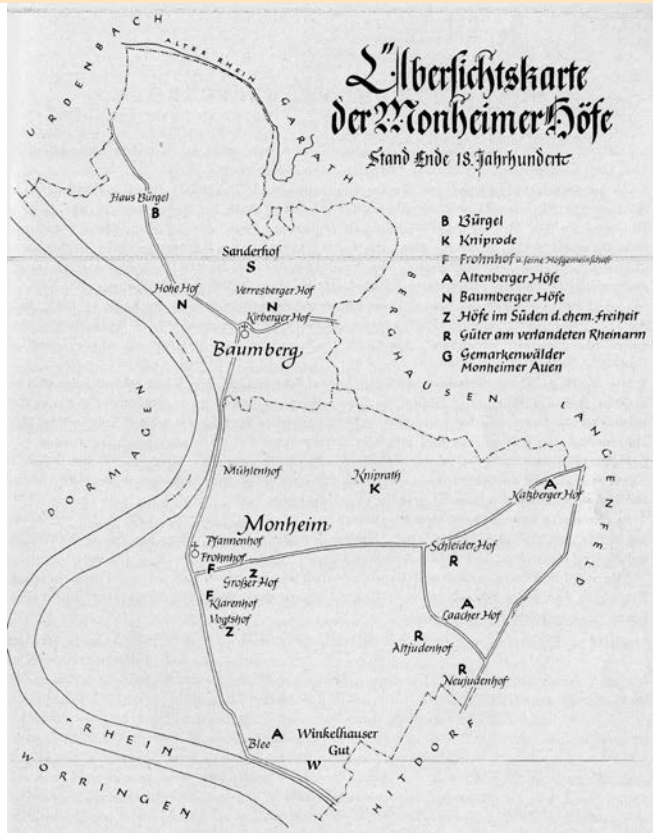 Übersichtskarte
der Monheimer Höfe
Stand Ende 18. Jahrhundert
B Bürgel
K Kniprode
F Frohnhof u. seine Hofgemeinschaft
A Altenberger Höfe
N Baumberger Höfe
Z Höfe im Süden d. ehem. Freiheit
R Güter am verlandeten Rheinarm
G Gemarkenwälder
Monheimer Auen
URDENBACH
ALTER RHEIN
GARATH
Haus Bürgel
B
Sanderhof
S
Hohe Hof
N
Verresberger Hof
N
Kirberger Hof
Baumberg
BERGHAUSEN
LANGENFELD
DORMAGEN
Mühlenhof
Kniprath
K
A
Katzberger Hof
Monheim
Pfannenhof
Frohnhof
F
Z
Großer Hof
Schleider Hof
R
F
Klarenhof
Vogtshof
Z
A
Laacher Hof
R
Altjudenhof
R
Neujudenhof
Blee
A
Winkelhauser
Gut
W
HITDORF
RHEIN
WORRINGEN